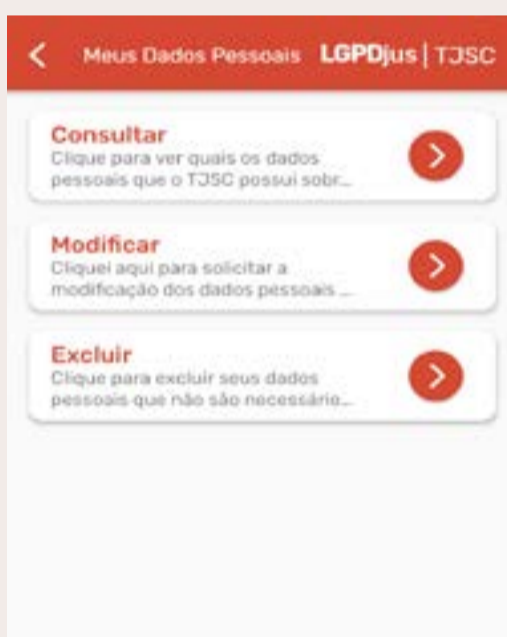 Meus Dados Pessoais LGPDjus | TJSC
Consultar
Clique para ver quais os dados
pessoais que o TJSC possui sobr...
Modificar
Cliquei aqui para solicitar a
modificação dos dados pessoais ...
Excluir
Clique para excluir seus dados
pessoais que não são necessário...